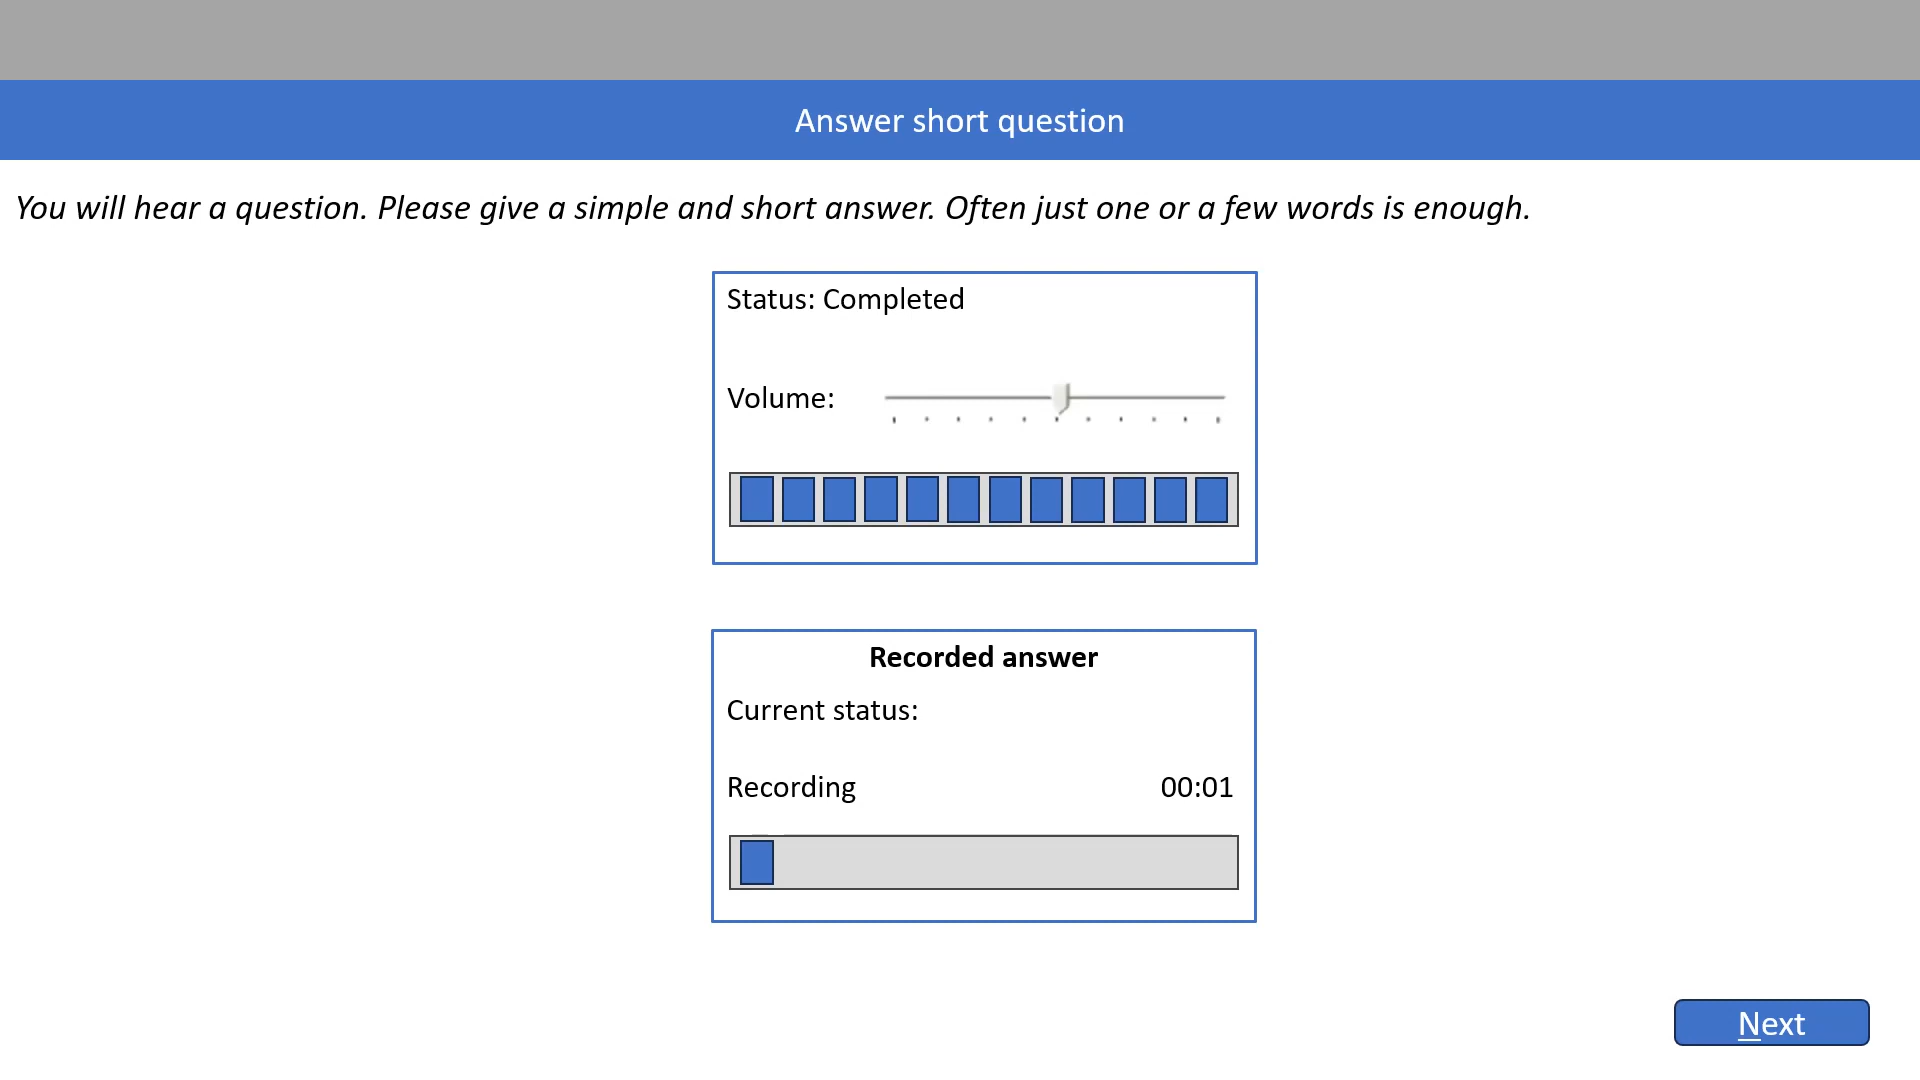 Answer short question
You will hear a question. Please give a simple and short answer. Often just one or a few words is enough.
Status: Completed
Volume:
Recorded answer
Current status:
Recording 00:01
Next